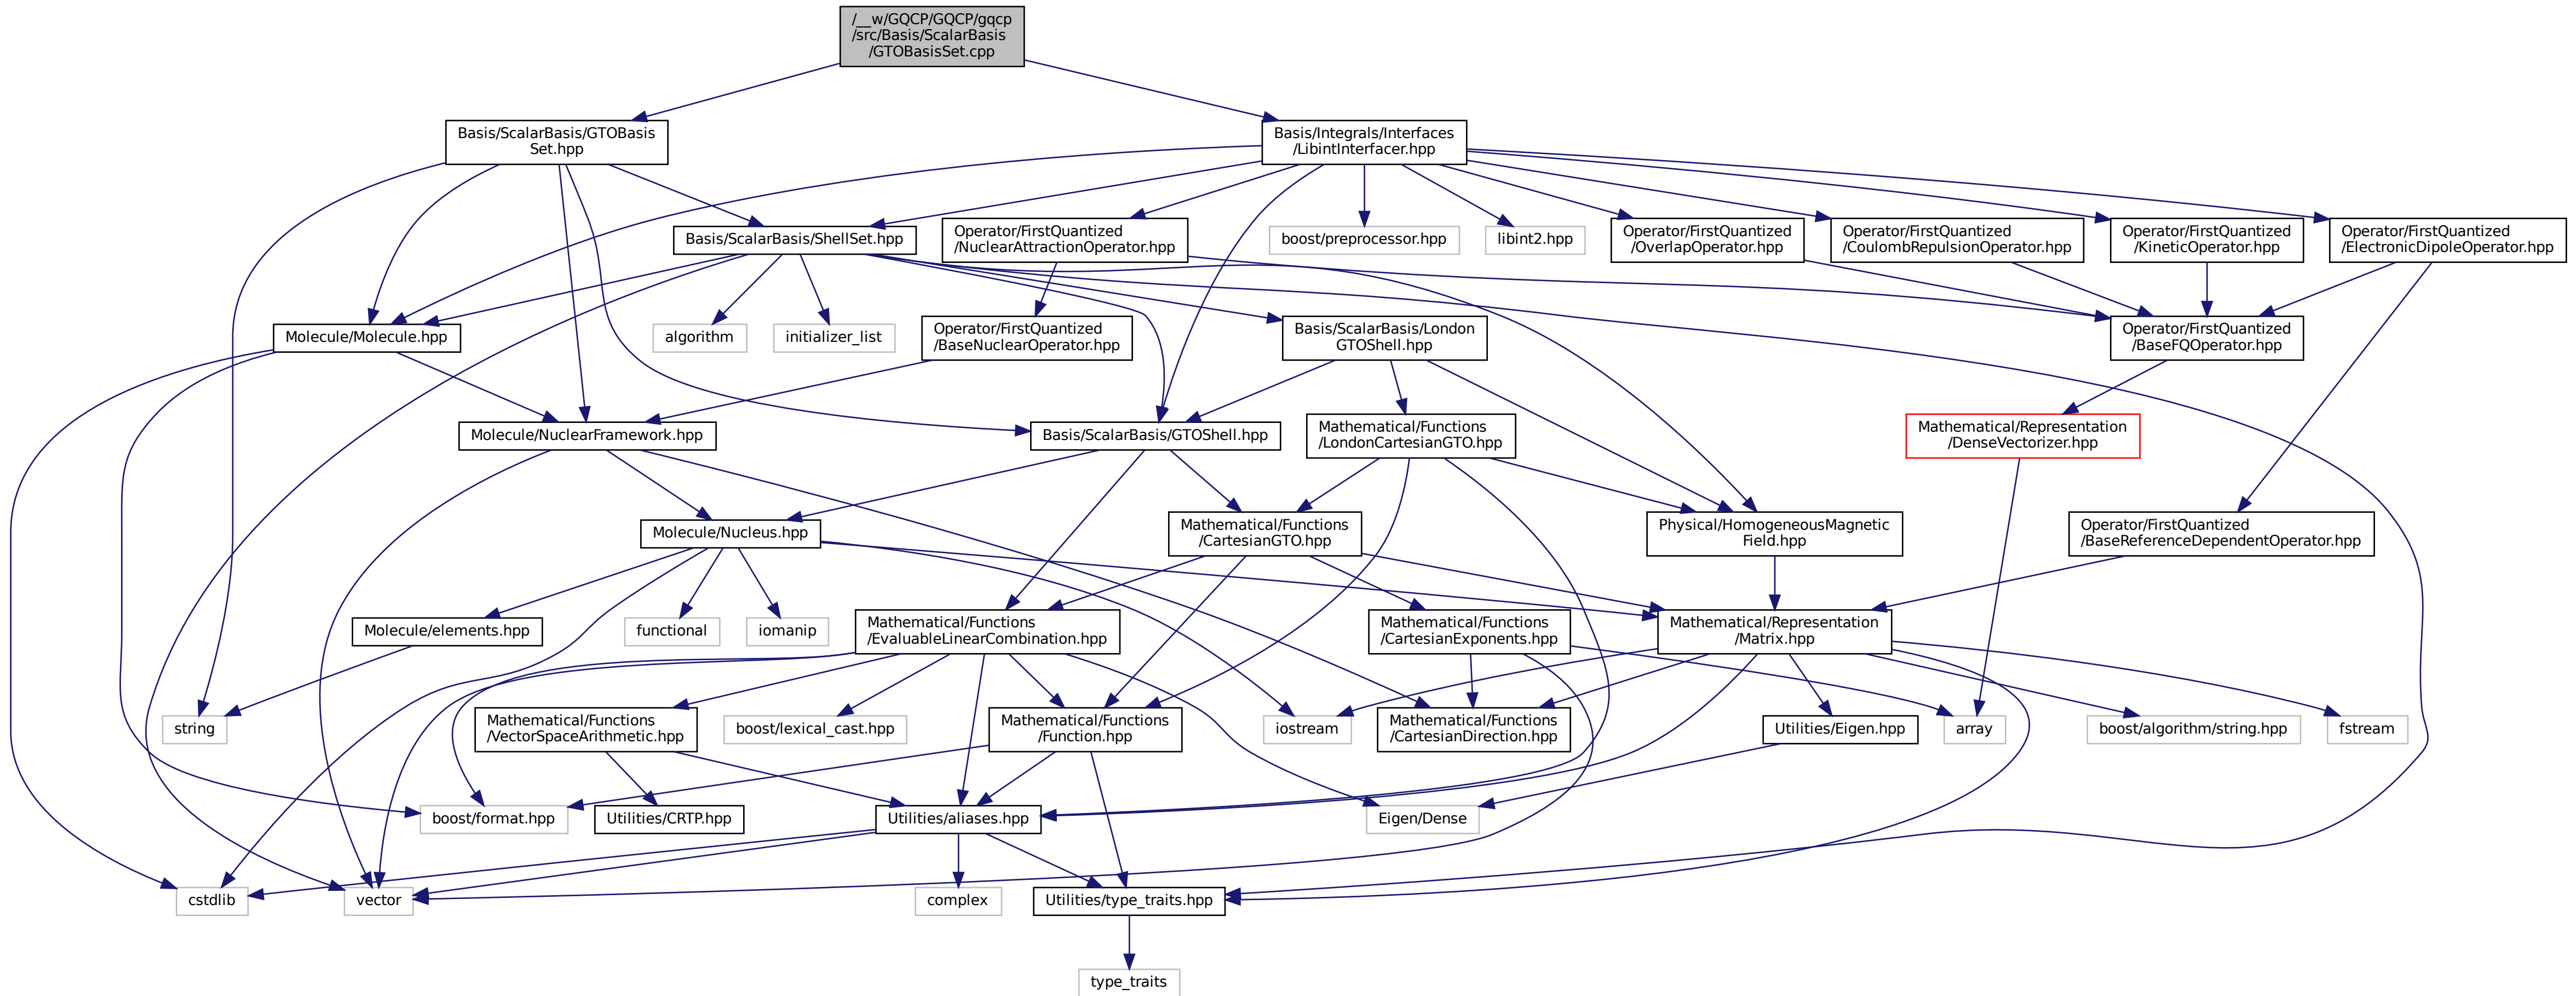 /__w/GQCP/GQCP/gqcp
/src/Basis/ScalarBasis
/GTOBasisSet.cpp
Basis/ScalarBasis/GTOBasis
Set.hpp
Basis/Integrals/Interfaces
/LibintInterfacer.hpp
Basis/ScalarBasis/ShellSet.hpp
Operator/FirstQuantized
/NuclearAttractionOperator.hpp
boost/preprocessor.hpp
libint2.hpp
Operator/FirstQuantized
/OverlapOperator.hpp
Operator/FirstQuantized
/CoulombRepulsionOperator.hpp
Operator/FirstQuantized
/KineticOperator.hpp
Operator/FirstQuantized
/ElectronicDipoleOperator.hpp
Molecule/Molecule.hpp
algorithm
initializer_list
Operator/FirstQuantized
/BaseNuclearOperator.hpp
Basis/ScalarBasis/London
GTOShell.hpp
Operator/FirstQuantized
/BaseFQOperator.hpp
Molecule/NuclearFramework.hpp
Basis/ScalarBasis/GTOShell.hpp
Mathematical/Functions
/LondonCartesianGTO.hpp
Mathematical/Representation
/DenseVectorizer.hpp
Molecule/Nucleus.hpp
Mathematical/Functions
/CartesianGTO.hpp
Physical/HomogeneousMagnetic
Field.hpp
Operator/FirstQuantized
/BaseReferenceDependentOperator.hpp
Molecule/elements.hpp
functional
iomanip
Mathematical/Functions
/EvaluableLinearCombination.hpp
Mathematical/Functions
/CartesianExponents.hpp
Mathematical/Representation
/Matrix.hpp
string
Mathematical/Functions
/VectorSpaceArithmetic.hpp
boost/lexical_cast.hpp
Mathematical/Functions
/Function.hpp
iostream
Mathematical/Functions
/CartesianDirection.hpp
Utilities/Eigen.hpp
array
boost/algorithm/string.hpp
fstream
boost/format.hpp
Utilities/CRTP.hpp
Utilities/aliases.hpp
Eigen/Dense
cstdlib
vector
complex
Utilities/type_traits.hpp
type_traits